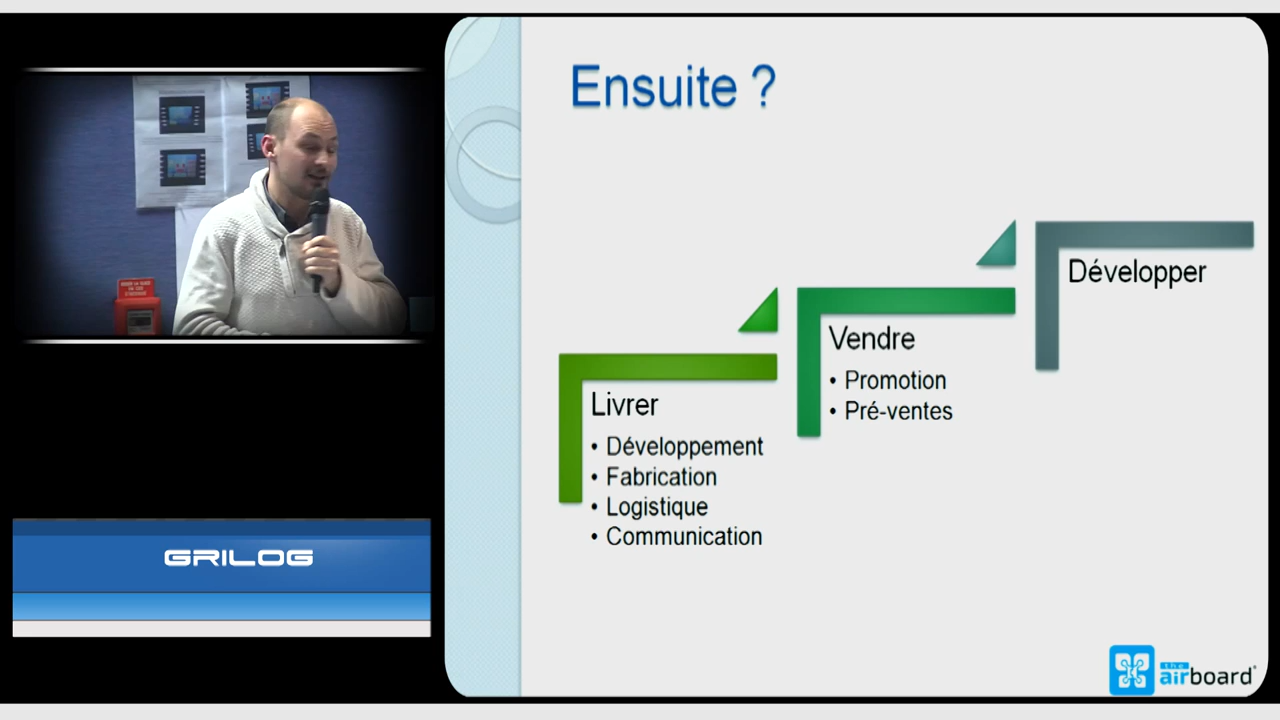 Ensuite ?
Livrer
• Développement
• Fabrication
• Logistique
• Communication
Vendre
• Promotion
• Pré-ventes
Développer
GRILOG
the
airboard